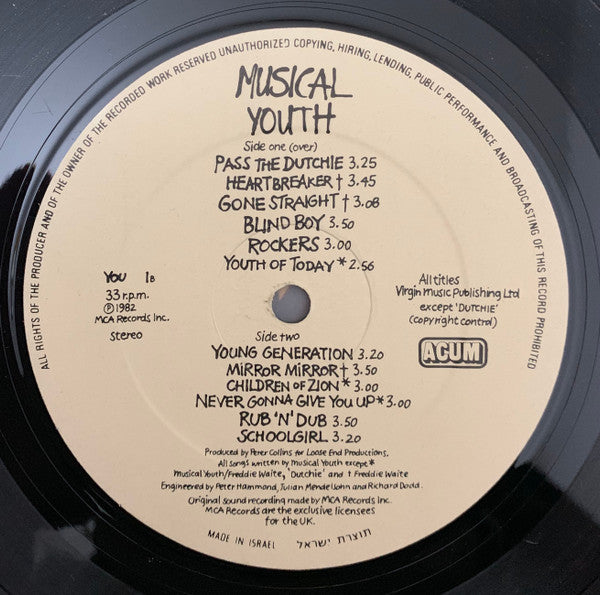 ALL RIGHTS OF THE PRODUCER AND OF THE OWNER OF THE RECORDED WORK RESERVED UNAUTHORIZED COPYING, HIRING, LENDING, PUBLIC PERFORMANCE AND BROADCASTING OF THIS RECORD PROHIBITED
MUSICAL
YOUTH
Side one (over)
PASS THE DUTCHIE 3.25
HEARTBREAKER † 3.45
GONE STRAIGHT † 3.08
BLIND BOY 3.50
ROCKERS 3.00
YOUTH OF TODAY * 2.56
YOU 1B
33 r.p.m.
℗ 1982
MCA Records Inc.
Stereo
All titles
Virgin Music Publishing Ltd
except 'DUTCHIE'
(copyright control)
ACUM
Side two
YOUNG GENERATION 3.20
MIRROR MIRROR † 3.50
CHILDREN OF ZION * 3.00
NEVER GONNA GIVE YOU UP * 3.00
RUB 'N' DUB 3.50
SCHOOLGIRL 3.20
Produced by Peter Collins for Loose End Productions.
All songs written by Musical Youth except *
Musical Youth/Freddie Waite, 'Dutchie' and † Freddie Waite
Engineered by Peter Hammond, Julian Mendelsohn and Richard Dodd.
Original sound recording made by MCA Records Inc.
MCA Records are the exclusive licensees
for the UK.
MADE IN ISRAEL תוצרת ישראל